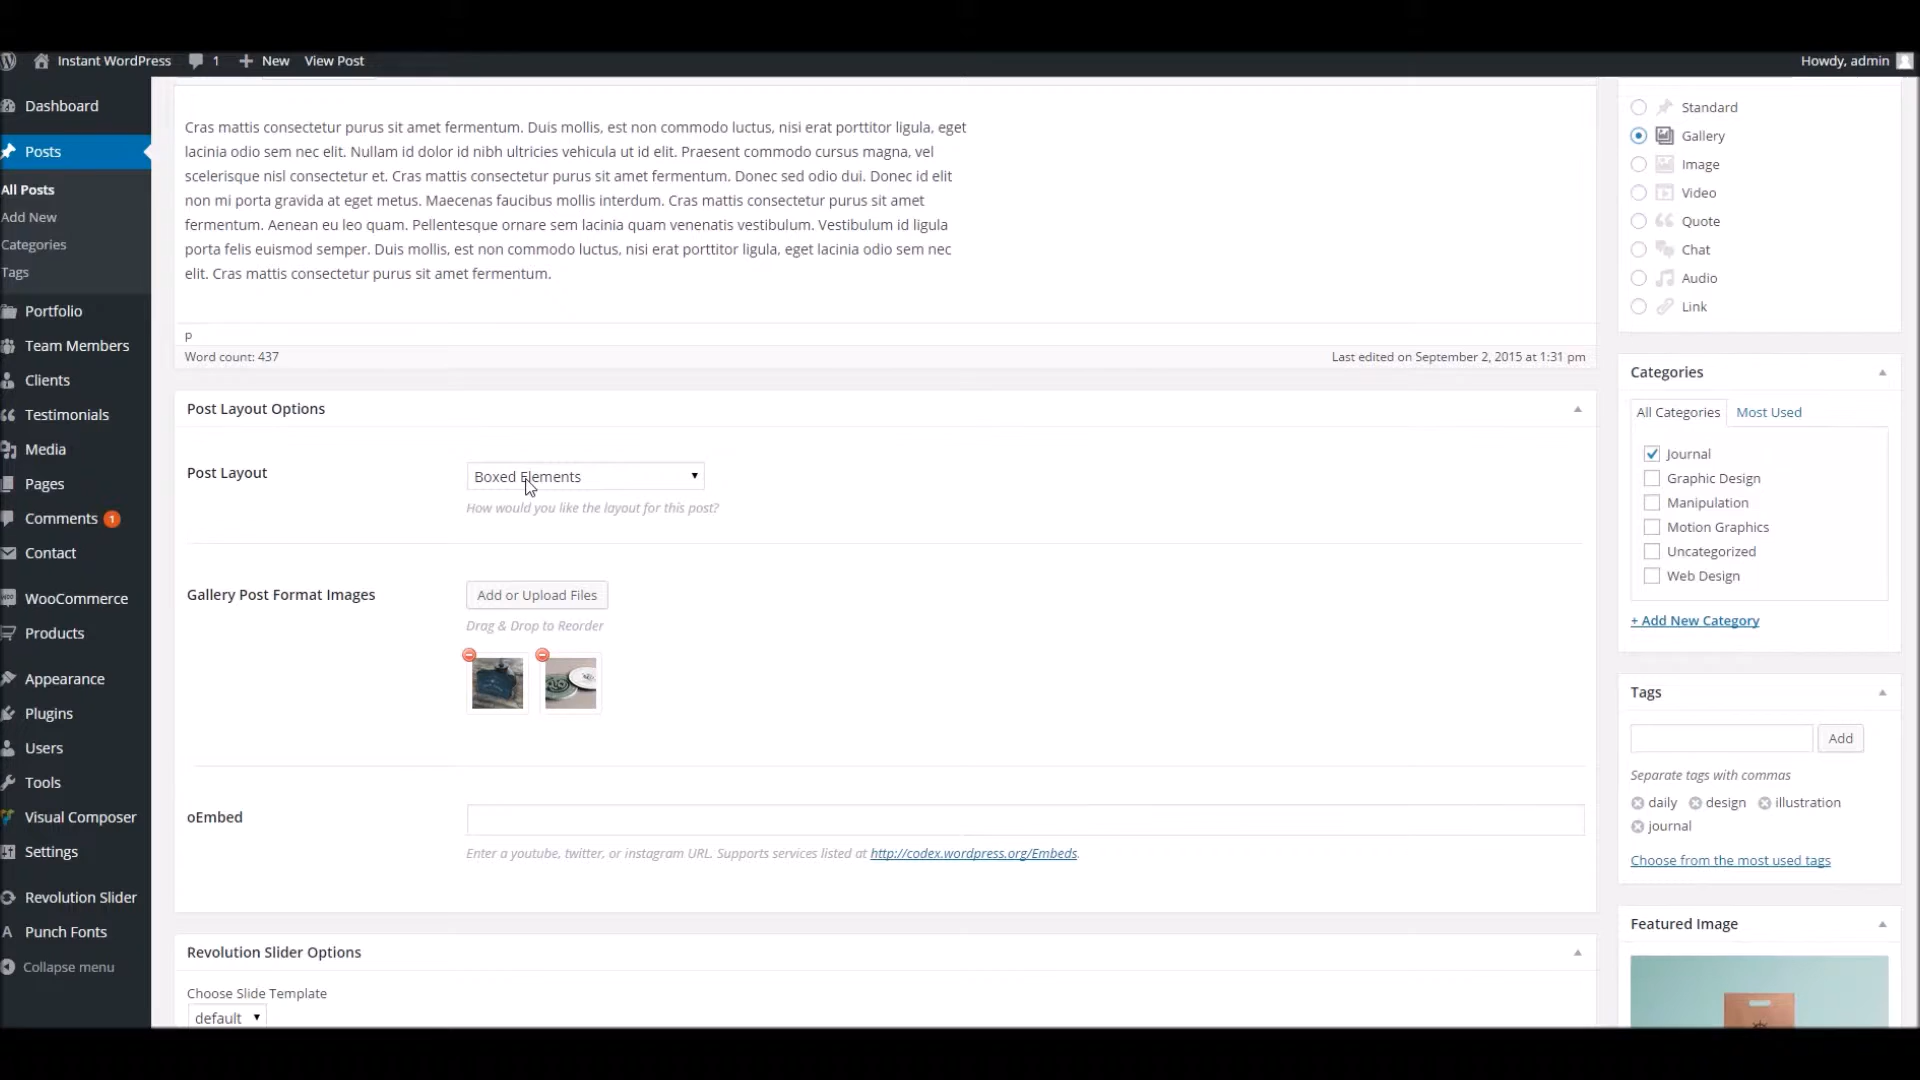 Instant WordPress 1 New View Post Howdy, admin
Dashboard
Posts
All Posts
Add New
Categories
Tags
Portfolio
Team Members
Clients
Testimonials
Media
Pages
Comments 1
Contact
WooCommerce
Products
Appearance
Plugins
Users
Tools
Visual Composer
Settings
Revolution Slider
Punch Fonts
Collapse menu
Cras mattis consectetur purus sit amet fermentum. Duis mollis, est non commodo luctus, nisi erat porttitor ligula, eget
lacinia odio sem nec elit. Nullam id dolor id nibh ultricies vehicula ut id elit. Praesent commodo cursus magna, vel
scelerisque nisl consectetur et. Cras mattis consectetur purus sit amet fermentum. Donec sed odio dui. Donec id elit
non mi porta gravida at eget metus. Maecenas faucibus mollis interdum. Cras mattis consectetur purus sit amet
fermentum. Aenean eu leo quam. Pellentesque ornare sem lacinia quam venenatis vestibulum. Vestibulum id ligula
porta felis euismod semper. Duis mollis, est non commodo luctus, nisi erat porttitor ligula, eget lacinia odio sem nec
elit. Cras mattis consectetur purus sit amet fermentum.
p
Word count: 437 Last edited on September 2, 2015 at 1:31 pm
Post Layout Options
Post Layout
Boxed Elements
How would you like the layout for this post?
Gallery Post Format Images
Add or Upload Files
Drag & Drop to Reorder
oEmbed
Enter a youtube, twitter, or instagram URL. Supports services listed at http://codex.wordpress.org/Embeds.
Revolution Slider Options
Choose Slide Template
default
Standard
Gallery
Image
Video
Quote
Chat
Audio
Link
Categories
All Categories Most Used
Journal
Graphic Design
Manipulation
Motion Graphics
Uncategorized
Web Design
+ Add New Category
Tags
Add
Separate tags with commas
daily design illustration
journal
Choose from the most used tags
Featured Image